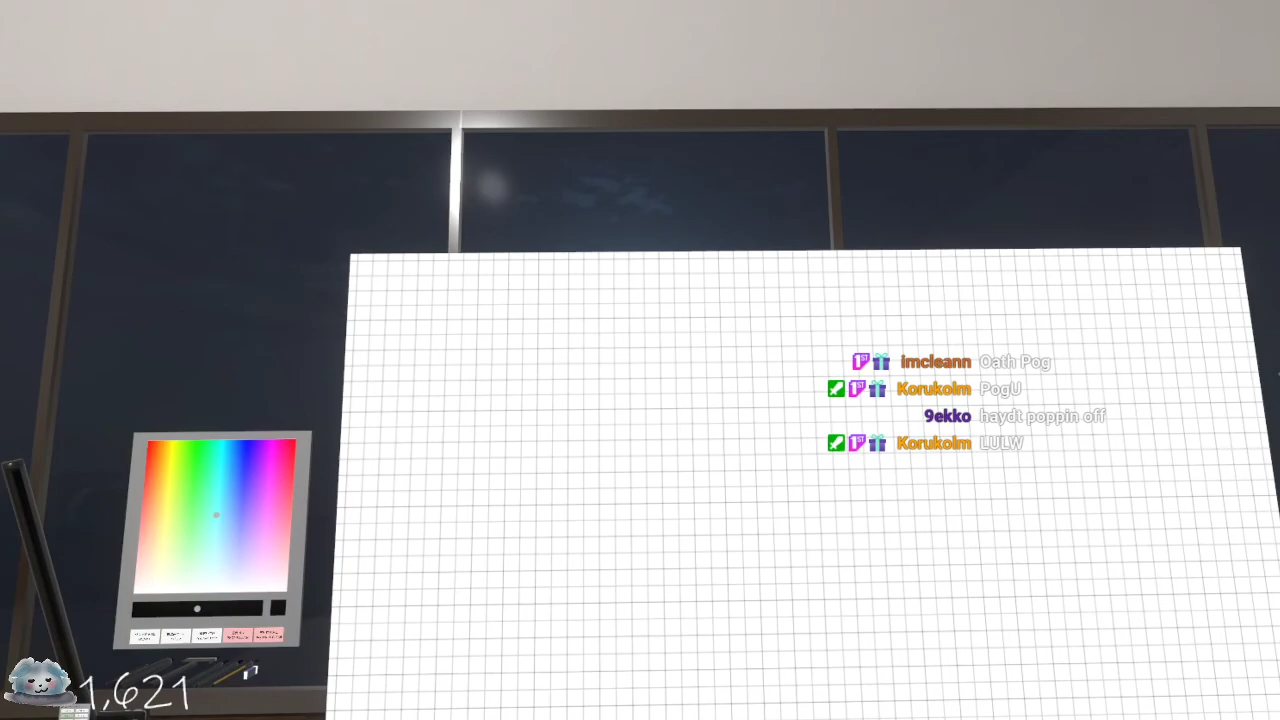 imcleann Oath Pog
Korukolm PogU
9ekko haydt poppin off
Korukolm LULW
1,621